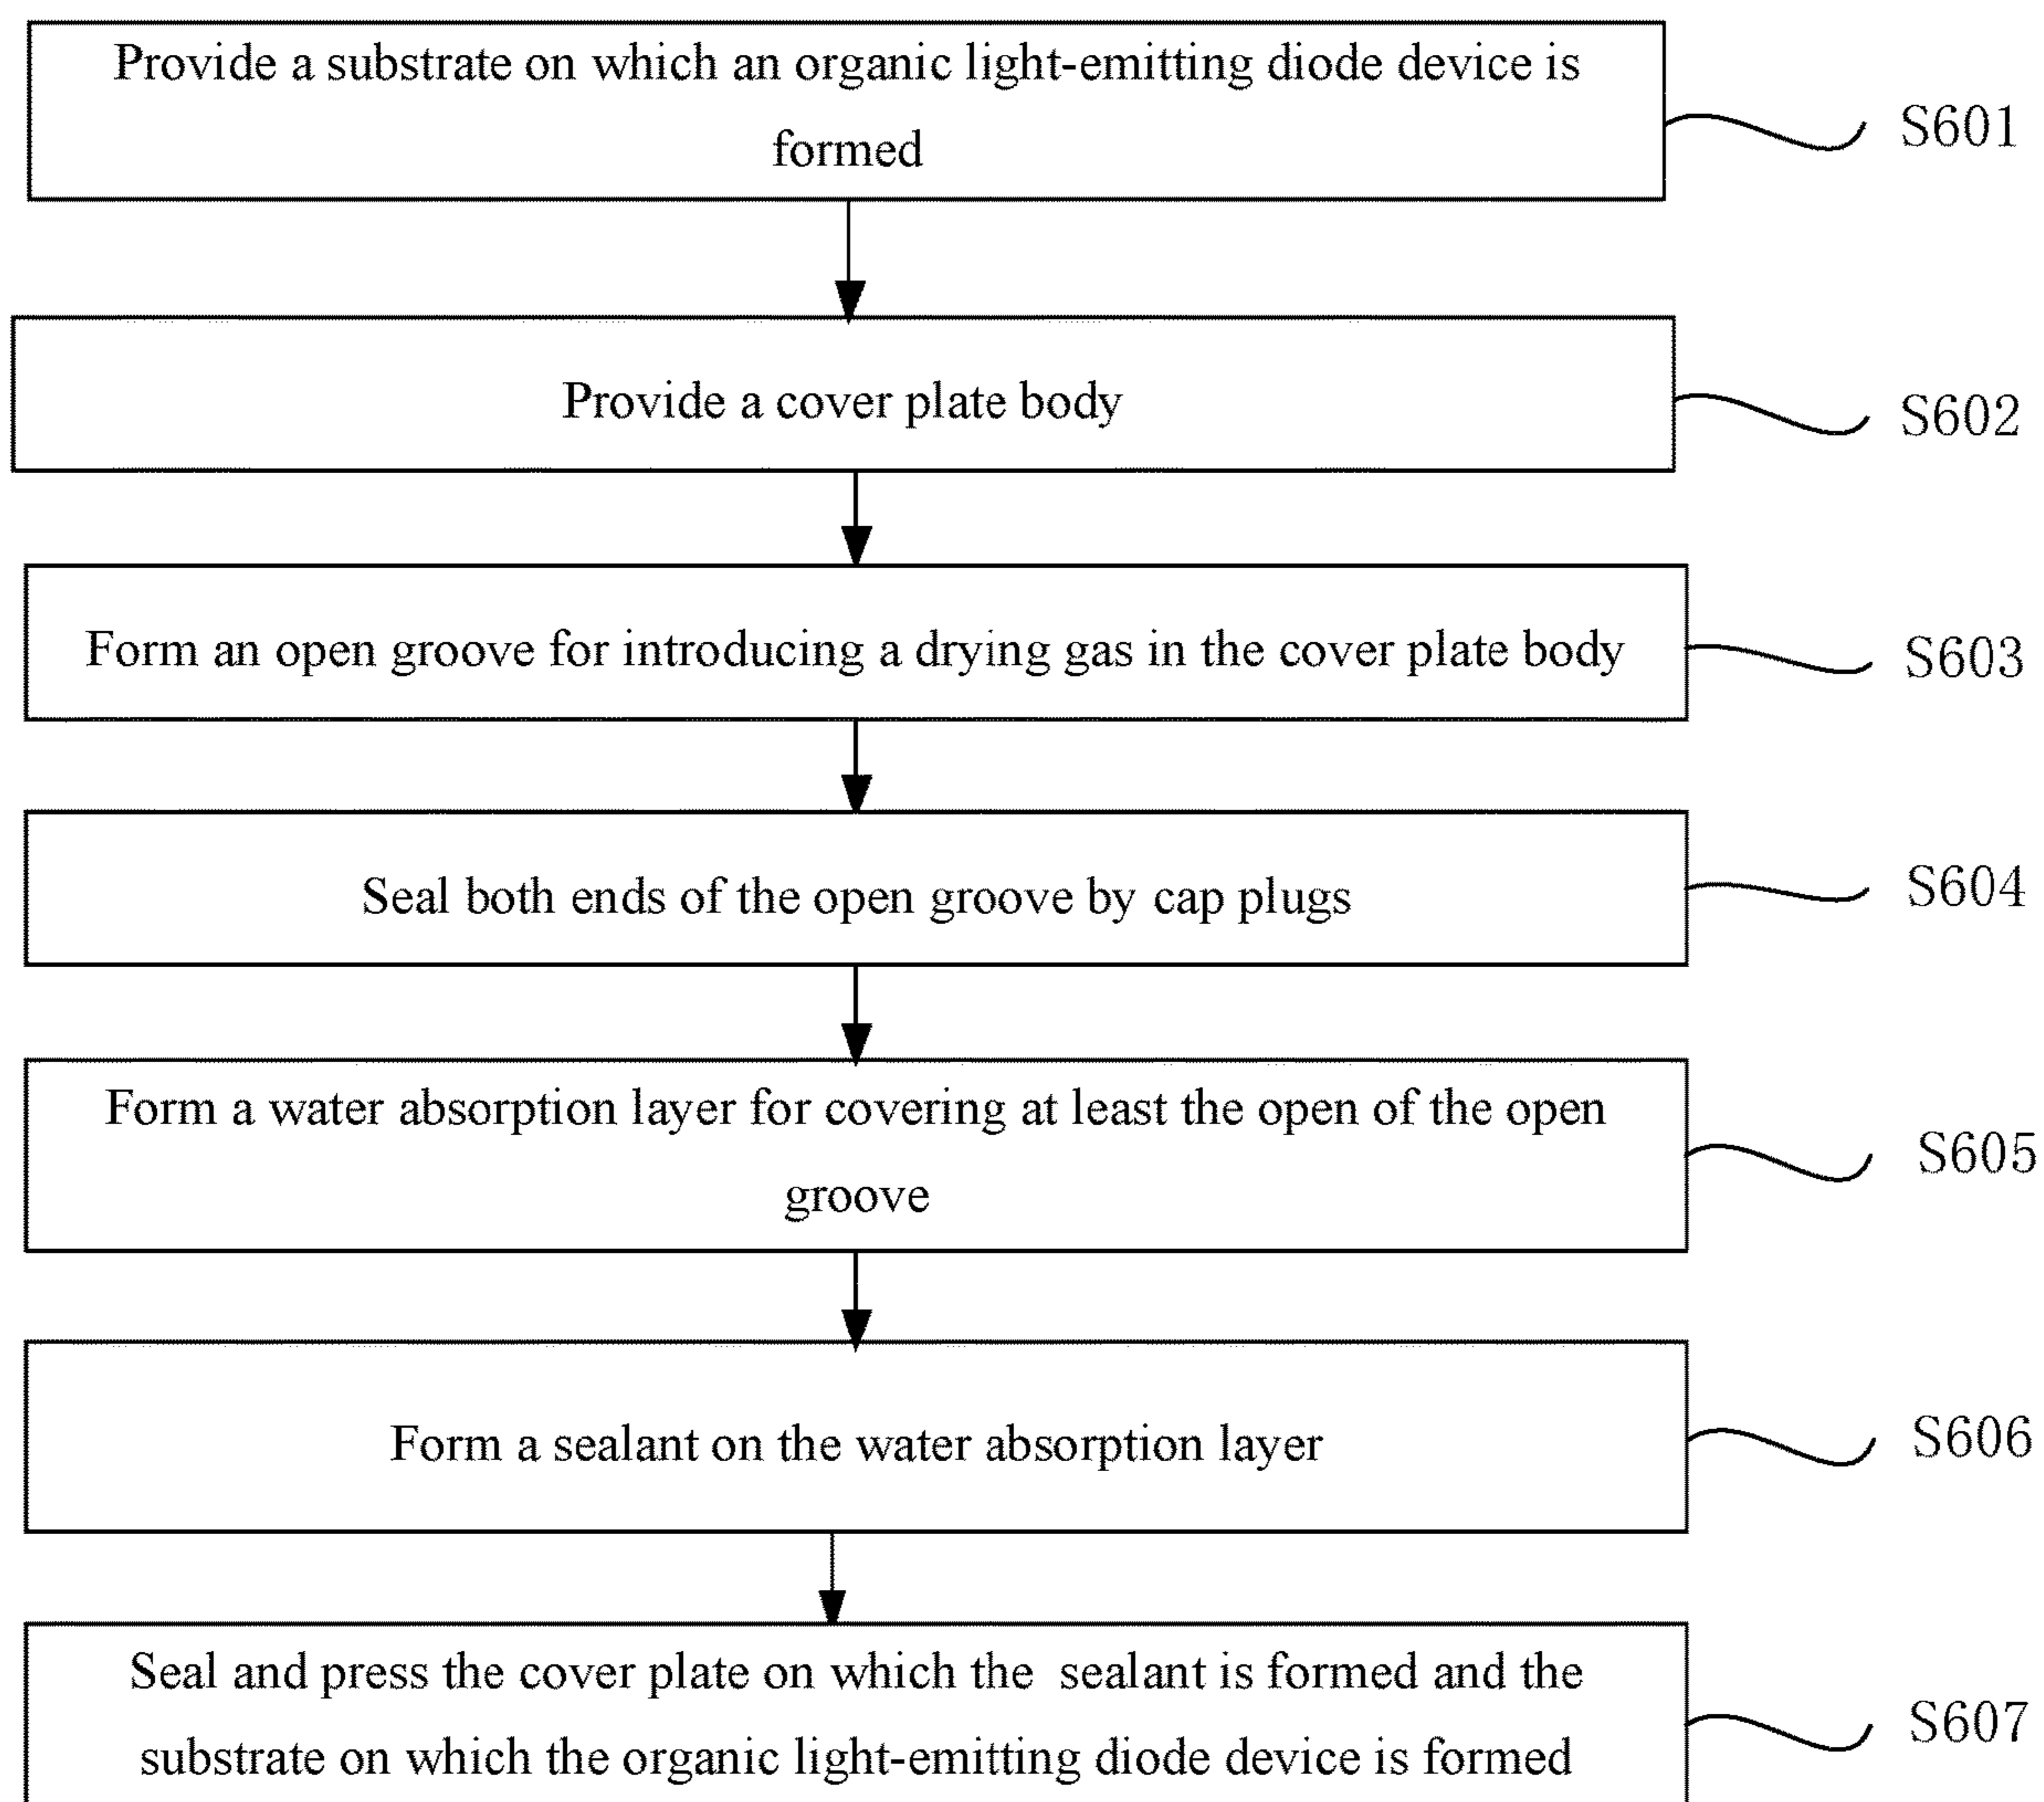 Provide a substrate on which an organic light-emitting diode device is
formed
S601
Provide a cover plate body
S602
Form an open groove for introducing a drying gas in the cover plate body
S603
Seal both ends of the open groove by cap plugs
S604
Form a water absorption layer for covering at least the open of the open
groove
S605
Form a sealant on the water absorption layer
S606
Seal and press the cover plate on which the sealant is formed and the
substrate on which the organic light-emitting diode device is formed
S607